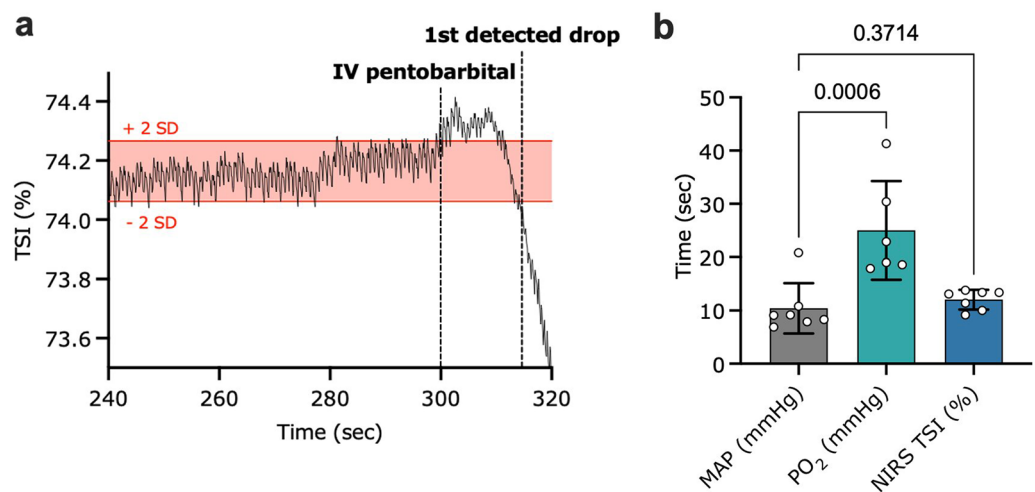 a
1st detected drop
IV pentobarbital
74.4
74.2
74.0
73.8
73.6
+ 2 SD
- 2 SD
TSI (%)
240
260
280
300
320
Time (sec)
b
0.3714
0.0006
50
40
30
20
10
0
Time (sec)
MAP (mmHg)
PO2 (mmHg)
NIRS TSI (%)